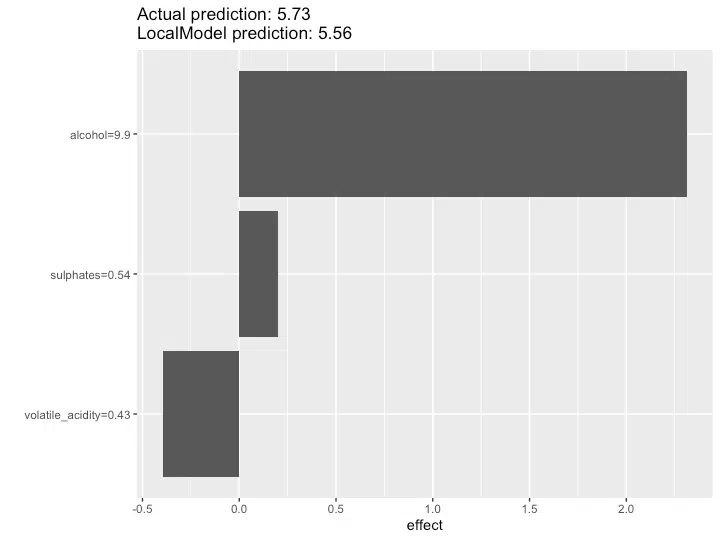 Actual prediction: 5.73
LocalModel prediction: 5.56
alcohol=9.9
sulphates=0.54
volatile_acidity=0.43
-0.5 0.0 0.5 1.0 1.5 2.0
effect